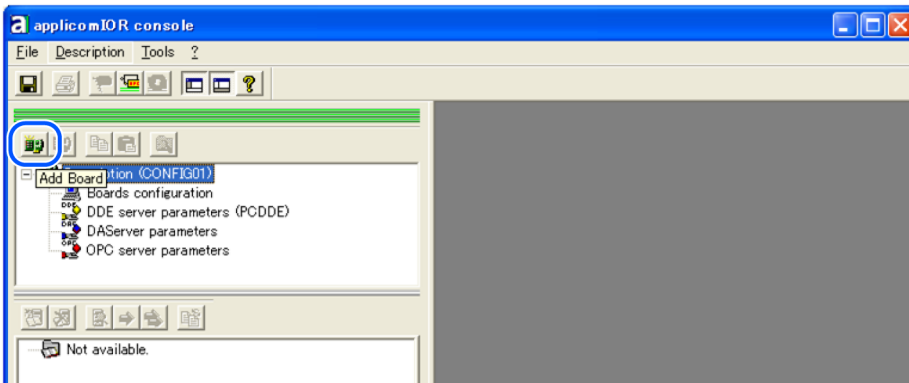 applicomIOR console
File Description Tools ?
Add Board
ption (CONFIG01)
Boards configuration
DDE server parameters (PCDDE)
DAServer parameters
OPC server parameters
Not available.